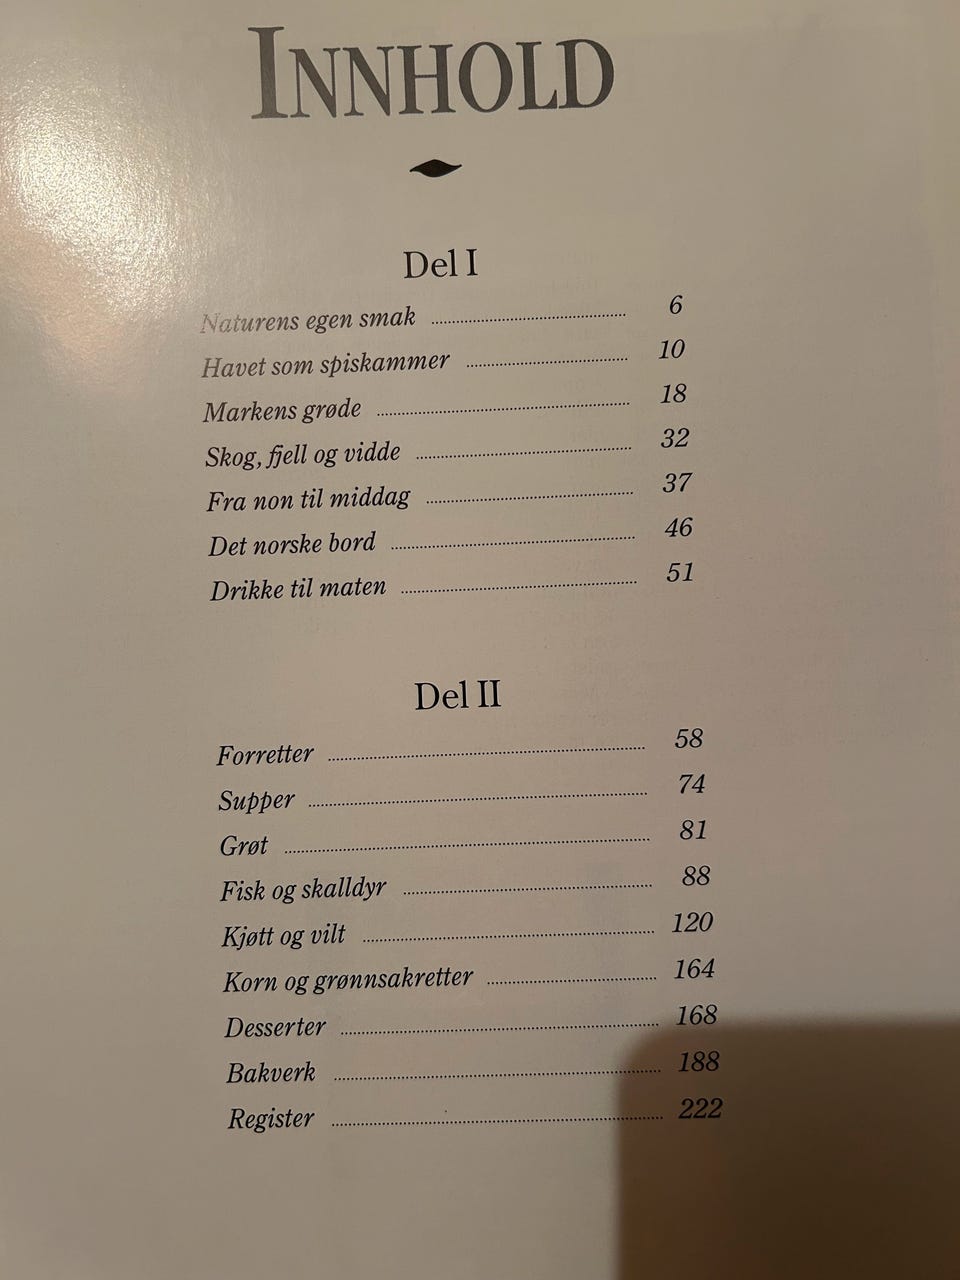 INNHOLD
Del I
Naturens egen smak 6
Havet som spiskammer 10
Markens grøde 18
Skog, fjell og vidde 32
Fra non til middag 37
Det norske bord 46
Drikke til maten 51
Del II
Forretter 58
Supper 74
Grøt 81
Fisk og skalldyr 88
Kjøtt og vilt 120
Korn og grønnsakretter 164
Desserter 168
Bakverk 188
Register 222